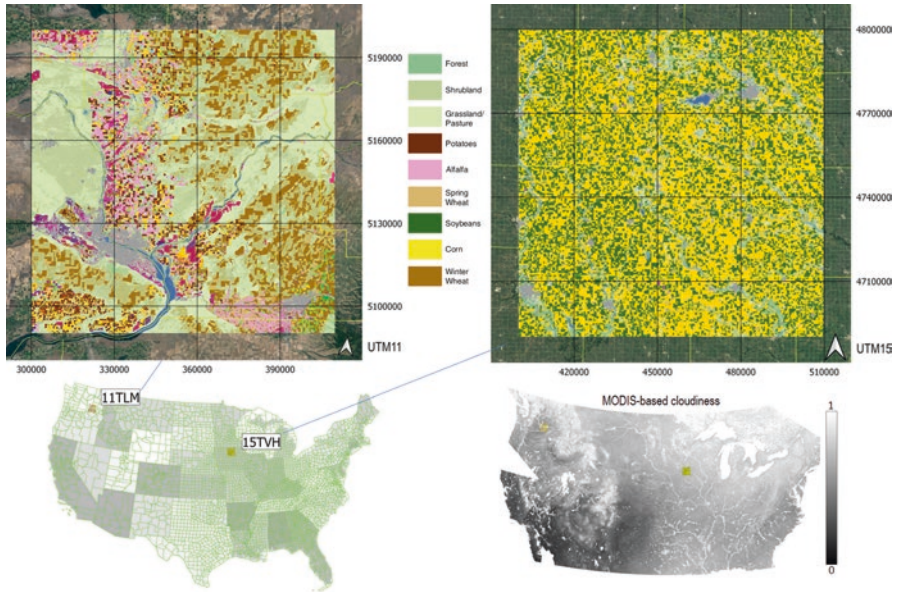 5190000
5160000
5130000
5100000
UTM11
300000
330000
360000
390000
Forest
Shrubland
Grassland/
Pasture
Potatoes
Alfalfa
Spring
Wheat
Soybeans
Corn
Winter
Wheat
4800000
4770000
4740000
4710000
UTM15
420000
450000
480000
510000
11TLM
15TVH
MODIS-based cloudiness
1
0